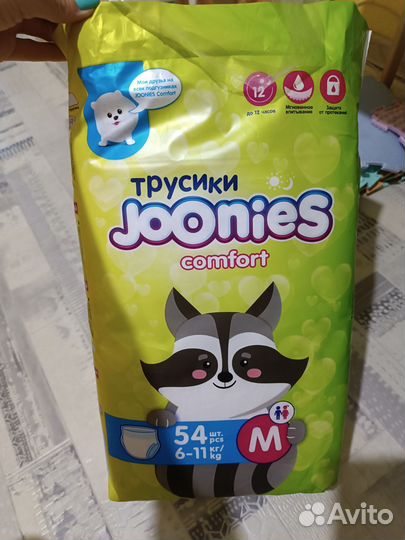 Мои друзья на
всех подгузниках
JOONIES Comfort
12
до 12 часов
Мгновенное
впитывание
Защита
от протеканий
трусики
JOONIES
comfort
54 шт. pcs
6-11 кг/kg
M
Avito